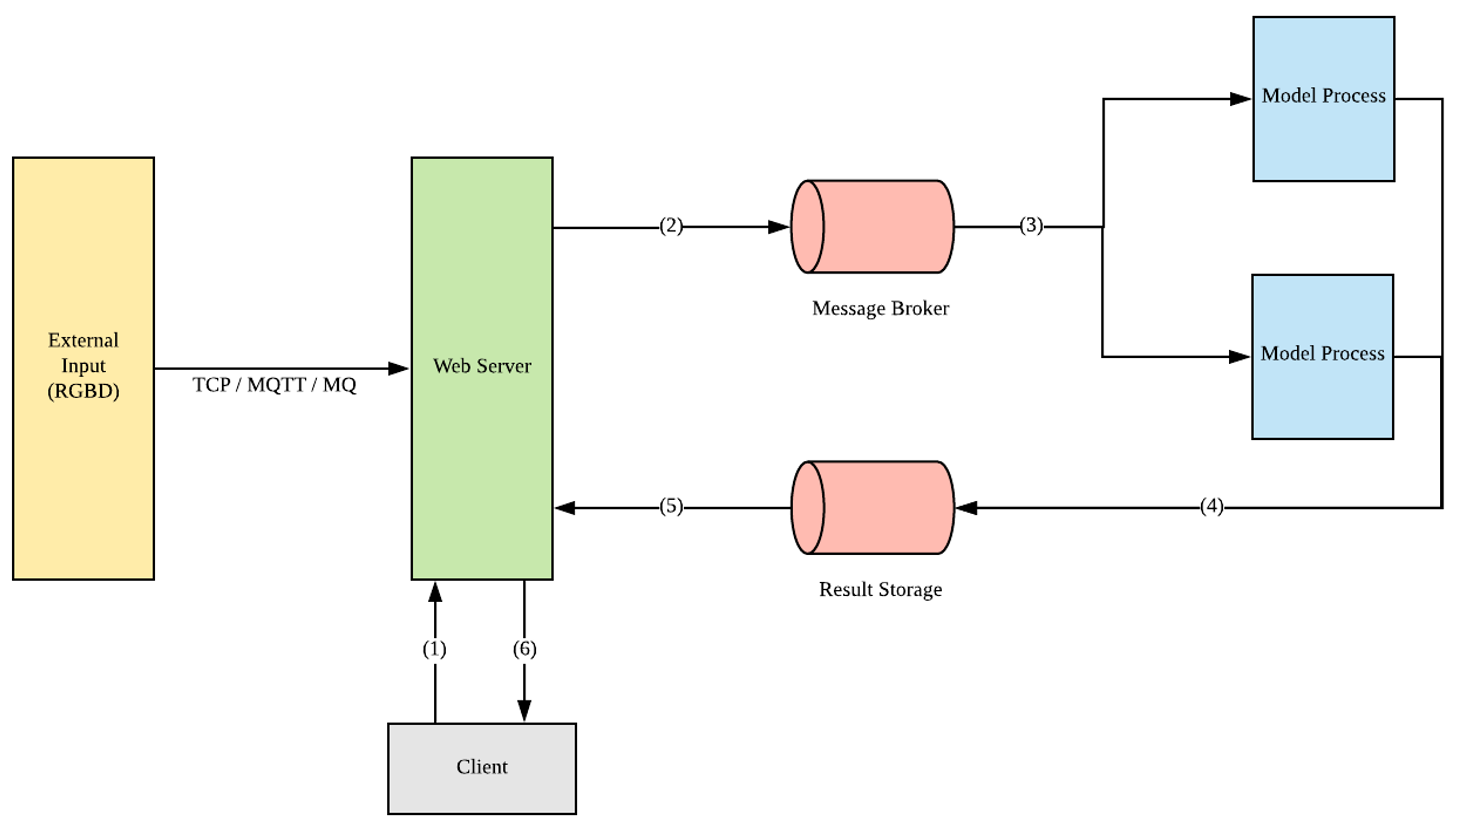 Model Process
(2)
(3)
Message Broker
External
Input
(RGBD)
TCP / MQTT / MQ
Web Server
Model Process
(5)
(4)
Result Storage
(1)
(6)
Client